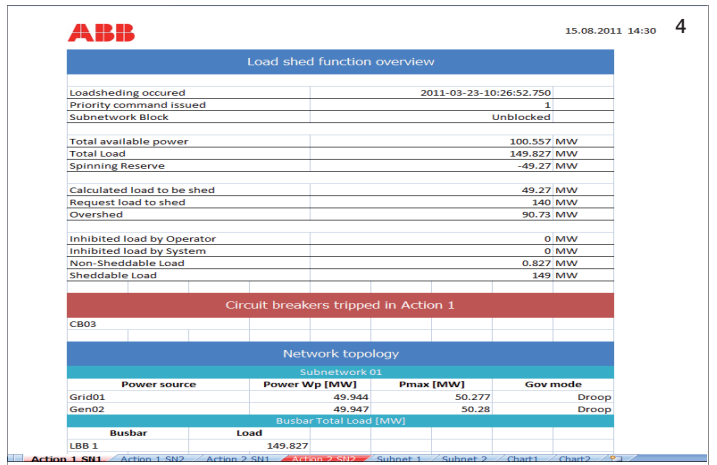 ABB
15.08.2011 14:30 4
Load shed function overview
Loadsheding occured 2011-03-23-10:26:52.750
Priority command issued 1
Subnetwork Block Unblocked
Total available power 100.557 MW
Total Load 149.827 MW
Spinning Reserve -49.27 MW
Calculated load to be shed 49.27 MW
Request load to shed 140 MW
Overshed 90.73 MW
Inhibited load by Operator 0 MW
Inhibited load by System 0 MW
Non-Sheddable Load 0.827 MW
Sheddable Load 149 MW
Circuit breakers tripped in Action 1
CB03
Network topology
Subnetwork 01
Power source Power Wp [MW] Pmax [MW] Gov mode
Grid01 49.944 50.277 Droop
Gen02 49.947 50.28 Droop
Busbar Total Load [MW]
Busbar Load
LBB 1 149.827
Action 1 SN1 Action 1 SN2 Action 2 SN1 Action 2 SN2 Subnet 1 Subnet 2 Chart1 Chart2